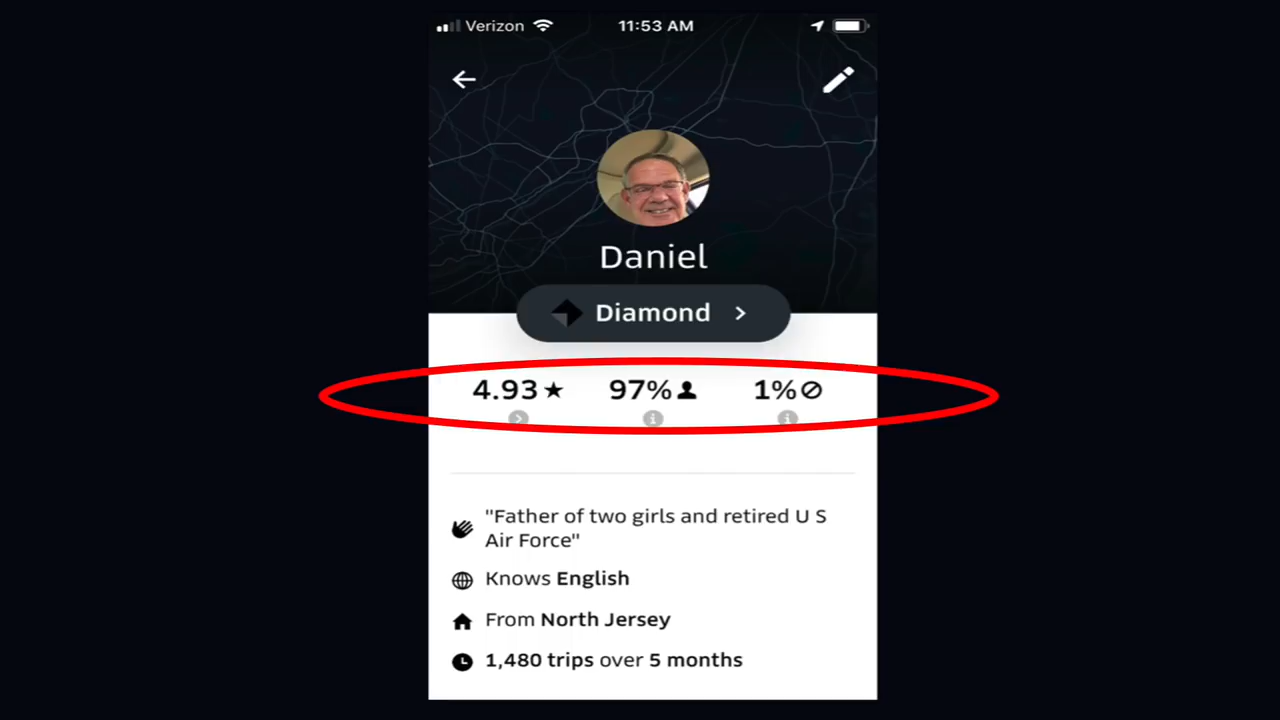 Verizon 11:53 AM
Daniel
Diamond
4.93 97% 1%
"Father of two girls and retired U S
Air Force"
Knows English
From North Jersey
1,480 trips over 5 months